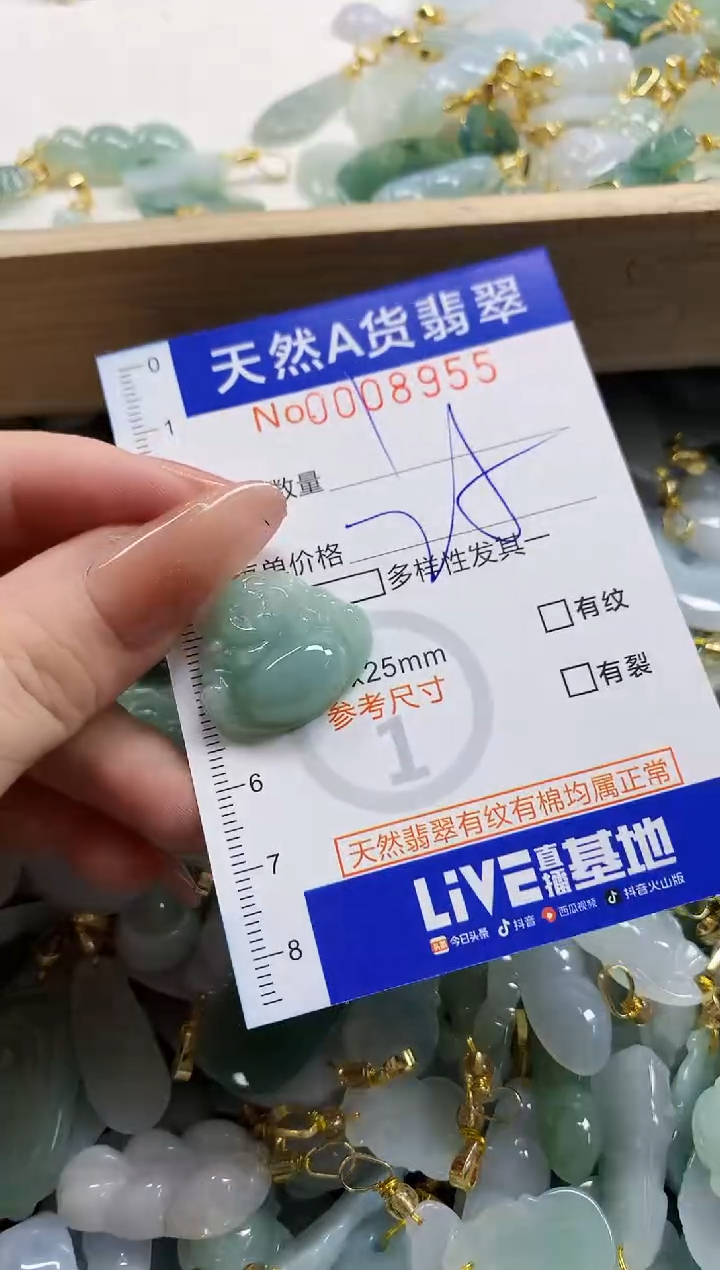 天然A货翡翠
No0008955
0
1
数量
单价格
多样性发其一
有纹
x25mm
参考尺寸
有裂
1
6
天然翡翠有纹有棉均属正常
7
LiVE直播基地
8
今日头条 抖音 西瓜视频 抖音火山版